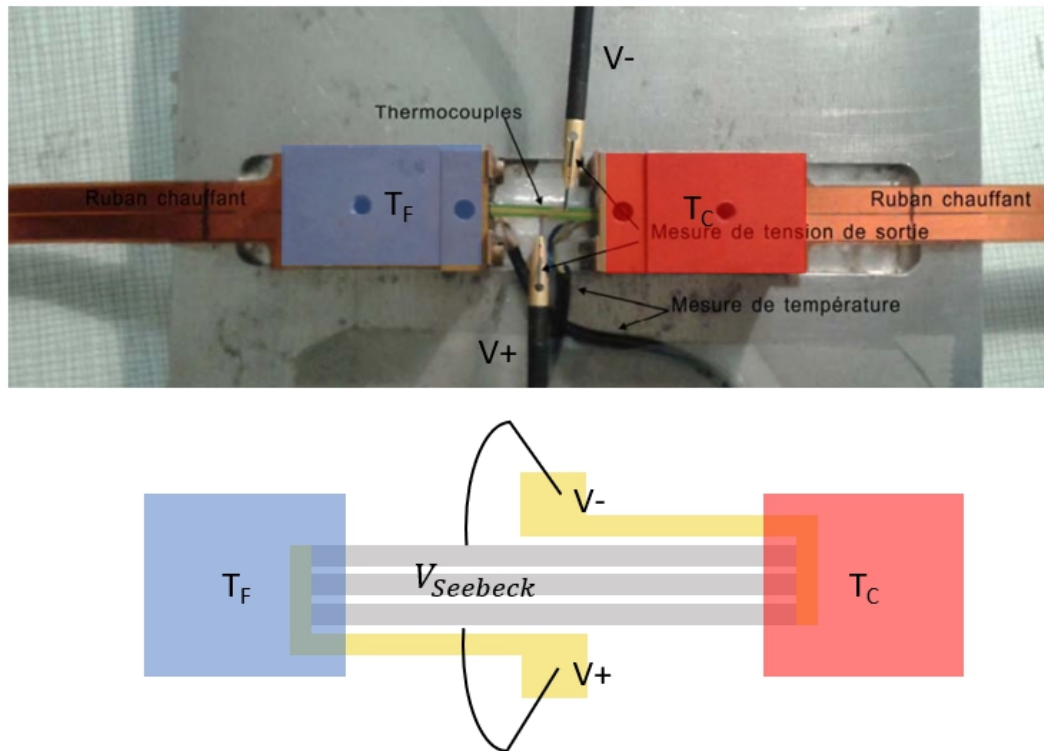 V-
Thermocouples
Ruban chauffant
T_F
T_C
Ruban chauffant
Mesure de tension de sortie
Mesure de température
V+
V-
T_F
V_Seebeck
T_C
V+